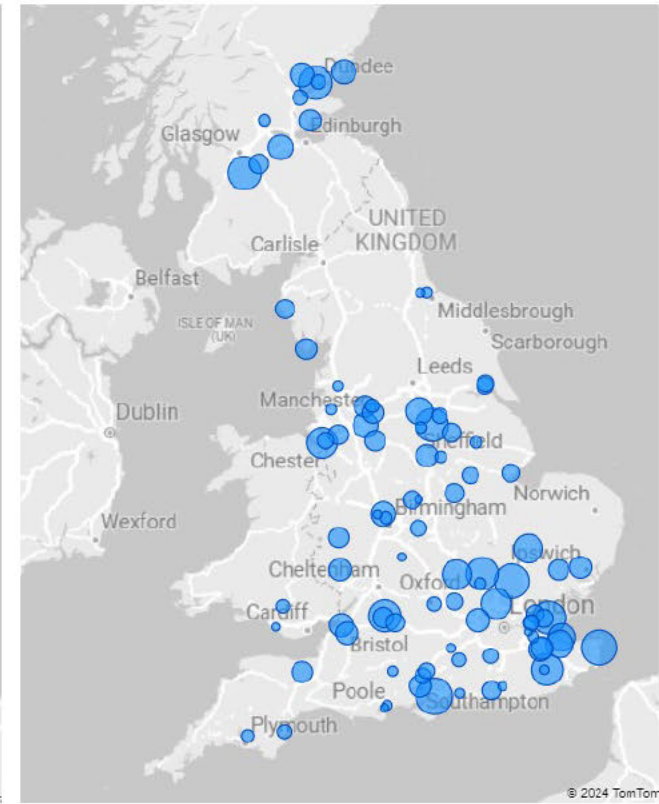 Dundee
Glasgow
Edinburgh
UNITED
KINGDOM
Carlisle
Belfast
ISLE OF MAN
(UK)
Middlesbrough
Scarborough
Leeds
Manchester
Dublin
Sheffield
Chester
Norwich
Birmingham
Wexford
Ipswich
Cheltenham
Oxford
London
Cardiff
Bristol
Poole
Southampton
Plymouth
© 2024 TomTom